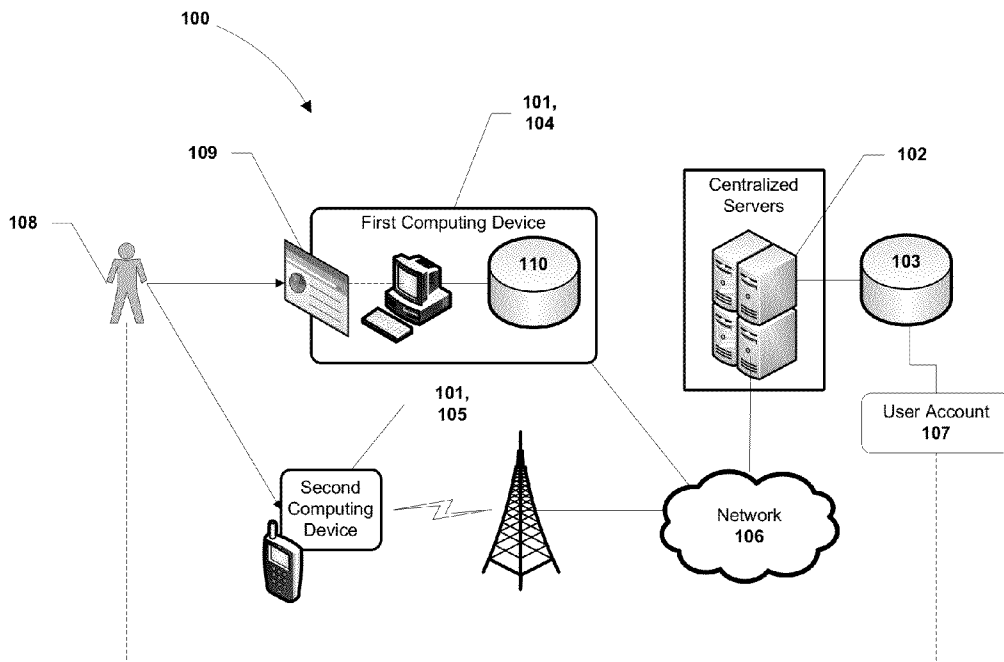 100
101,
104
109
102
108
First Computing Device
Centralized
Servers
110
103
101,
105
User Account
107
Second
Computing
Device
Network
106